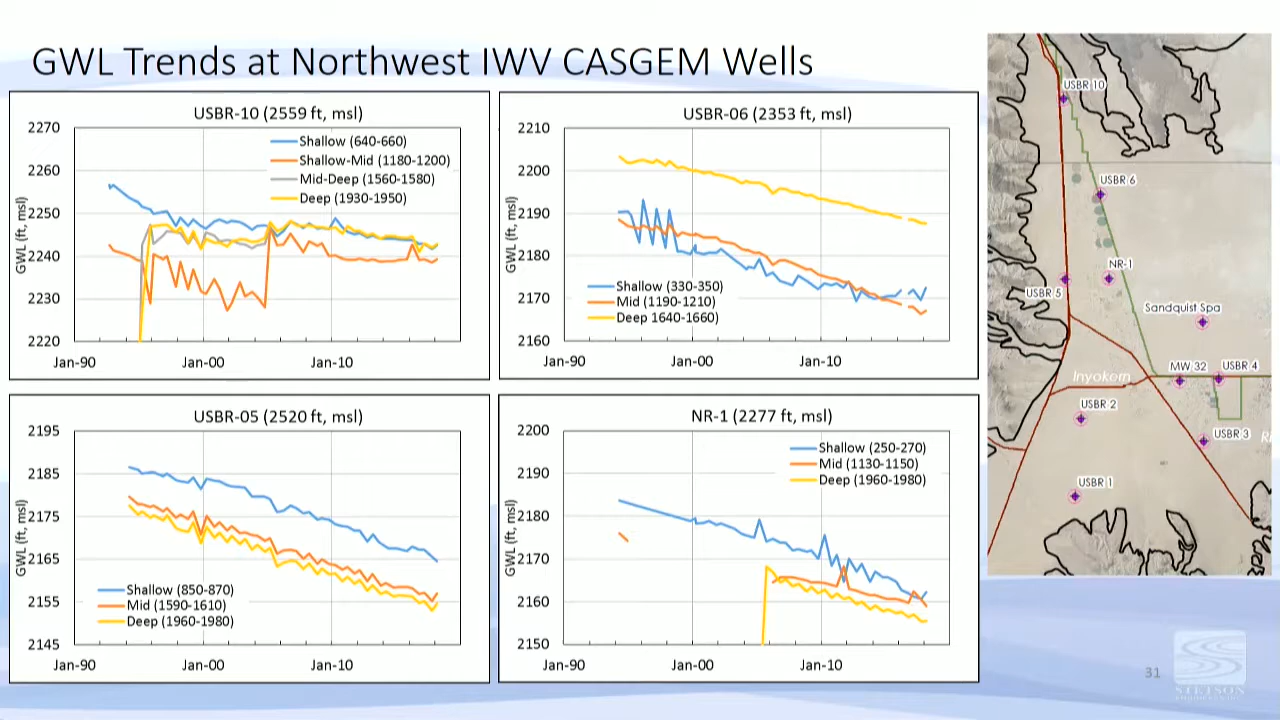 GWL Trends at Northwest IWV CASGEM Wells
USBR-10 (2559 ft, msl)
GWL (ft, msl)
2270
2260
2250
2240
2230
2220
Jan-90
Jan-00
Jan-10
Shallow (640-660)
Shallow-Mid (1180-1200)
Mid-Deep (1560-1580)
Deep (1930-1950)
USBR-06 (2353 ft, msl)
GWL (ft, msl)
2210
2200
2190
2180
2170
2160
Jan-90
Jan-00
Jan-10
Shallow (330-350)
Mid (1190-1210)
Deep 1640-1660)
USBR-05 (2520 ft, msl)
GWL (ft, msl)
2195
2185
2175
2165
2155
2145
Jan-90
Jan-00
Jan-10
Shallow (850-870)
Mid (1590-1610)
Deep (1960-1980)
NR-1 (2277 ft, msl)
GWL (ft, msl)
2200
2190
2180
2170
2160
2150
Jan-90
Jan-00
Jan-10
Shallow (250-270)
Mid (1130-1150)
Deep (1960-1980)
USBR 10
USBR 6
NR-1
USBR 5
Sandquist Spa
MW 32
USBR 4
Inyokern
USBR 2
USBR 3
USBR 1
31
STETSON